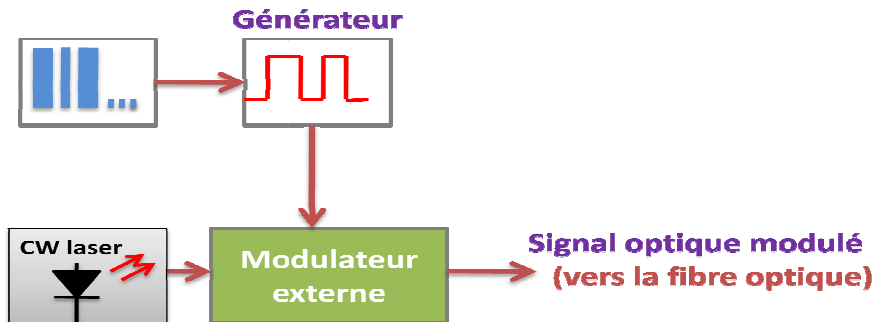 Générateur
CW laser
Modulateur
externe
Signal optique modulé
(vers la fibre optique)